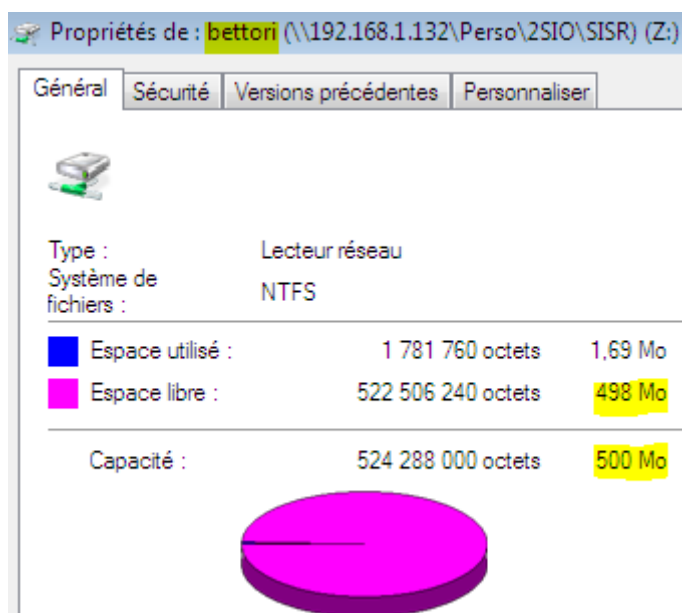 Propriétés de : bettori (\\192.168.1.132\Perso\2SIO\SISR) (Z:)
Général Sécurité Versions précédentes Personnaliser
Type : Lecteur réseau
Système de fichiers : NTFS
Espace utilisé : 1 781 760 octets 1,69 Mo
Espace libre : 522 506 240 octets 498 Mo
Capacité : 524 288 000 octets 500 Mo